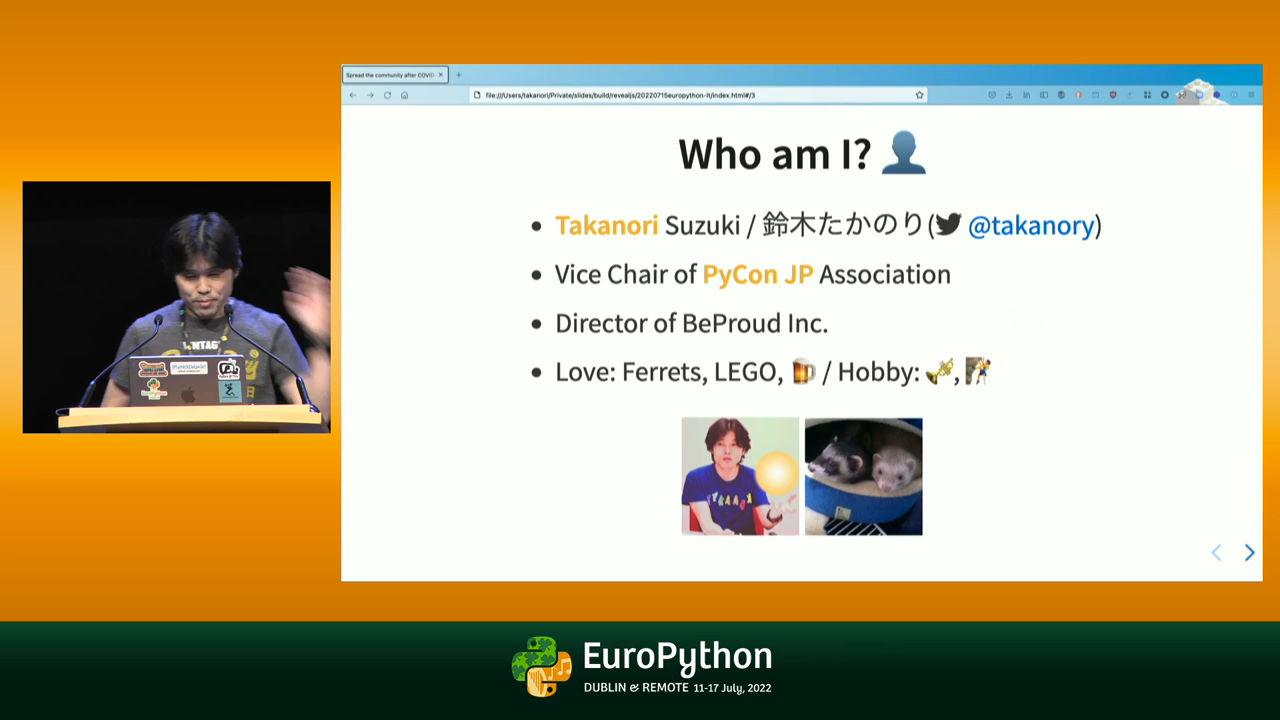 Spread the community after COVID
file:///Users/takanori/Private/slides/build/revealjs/20220715europython-lt/index.html#/3
Who am I?
Takanori Suzuki / 鈴木たかのり( @takanory)
Vice Chair of PyCon JP Association
Director of BeProud Inc.
Love: Ferrets, LEGO, 🍺 / Hobby: 🎺, 🧗
EuroPython
DUBLIN & REMOTE 11-17 July, 2022